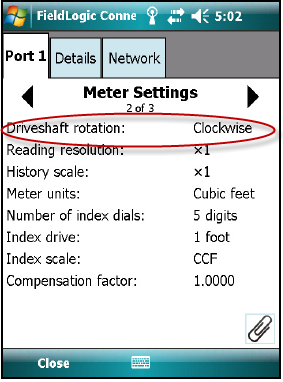 FieldLogic Conne 5:02
Port 1 Details Network
Meter Settings
2 of 3
Driveshaft rotation: Clockwise
Reading resolution: ×1
History scale: ×1
Meter units: Cubic feet
Number of index dials: 5 digits
Index drive: 1 foot
Index scale: CCF
Compensation factor: 1.0000
Close